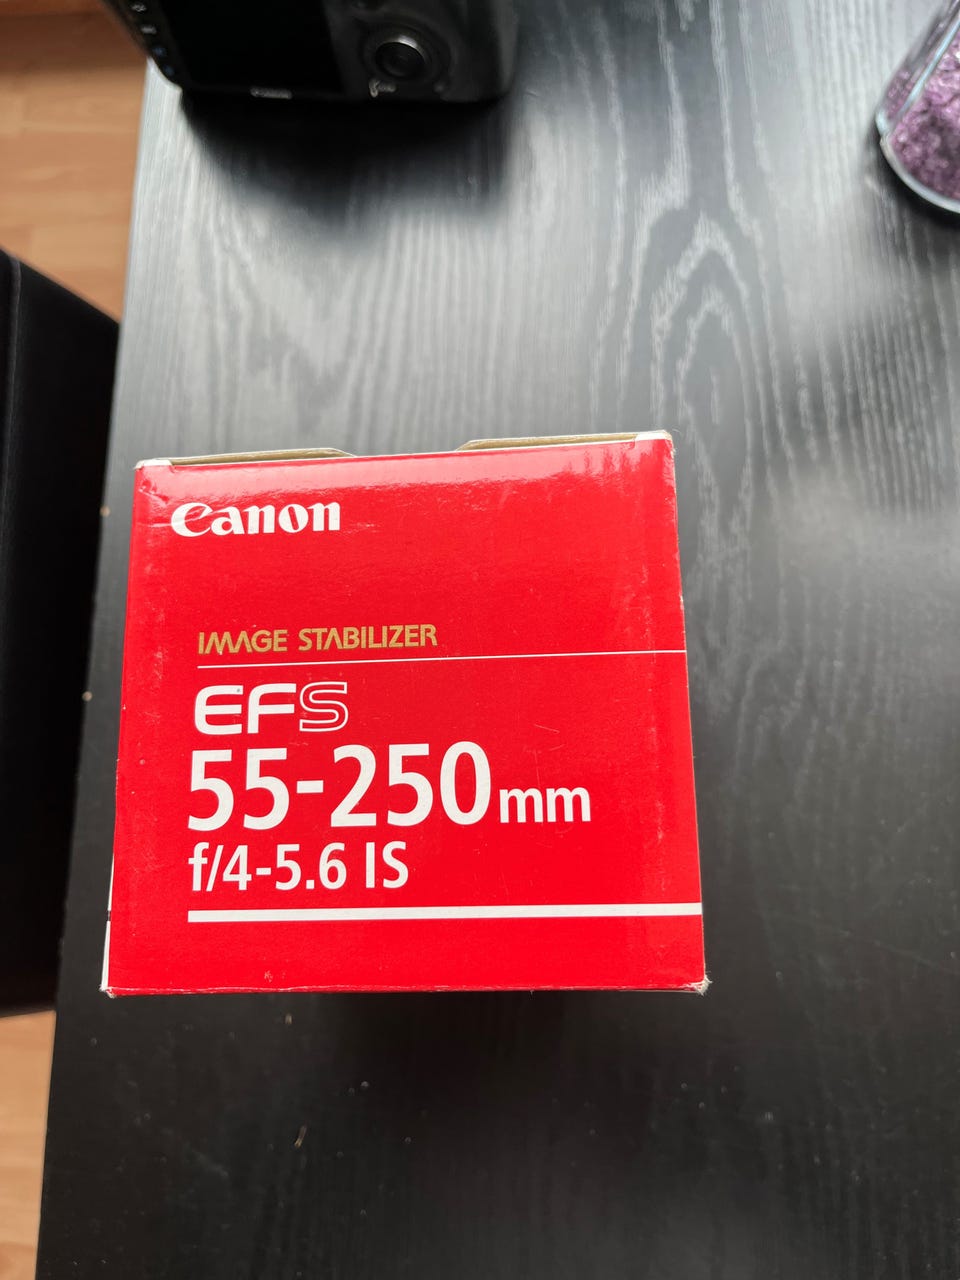 Canon
IMAGE STABILIZER
EFS
55-250mm
f/4-5.6 IS